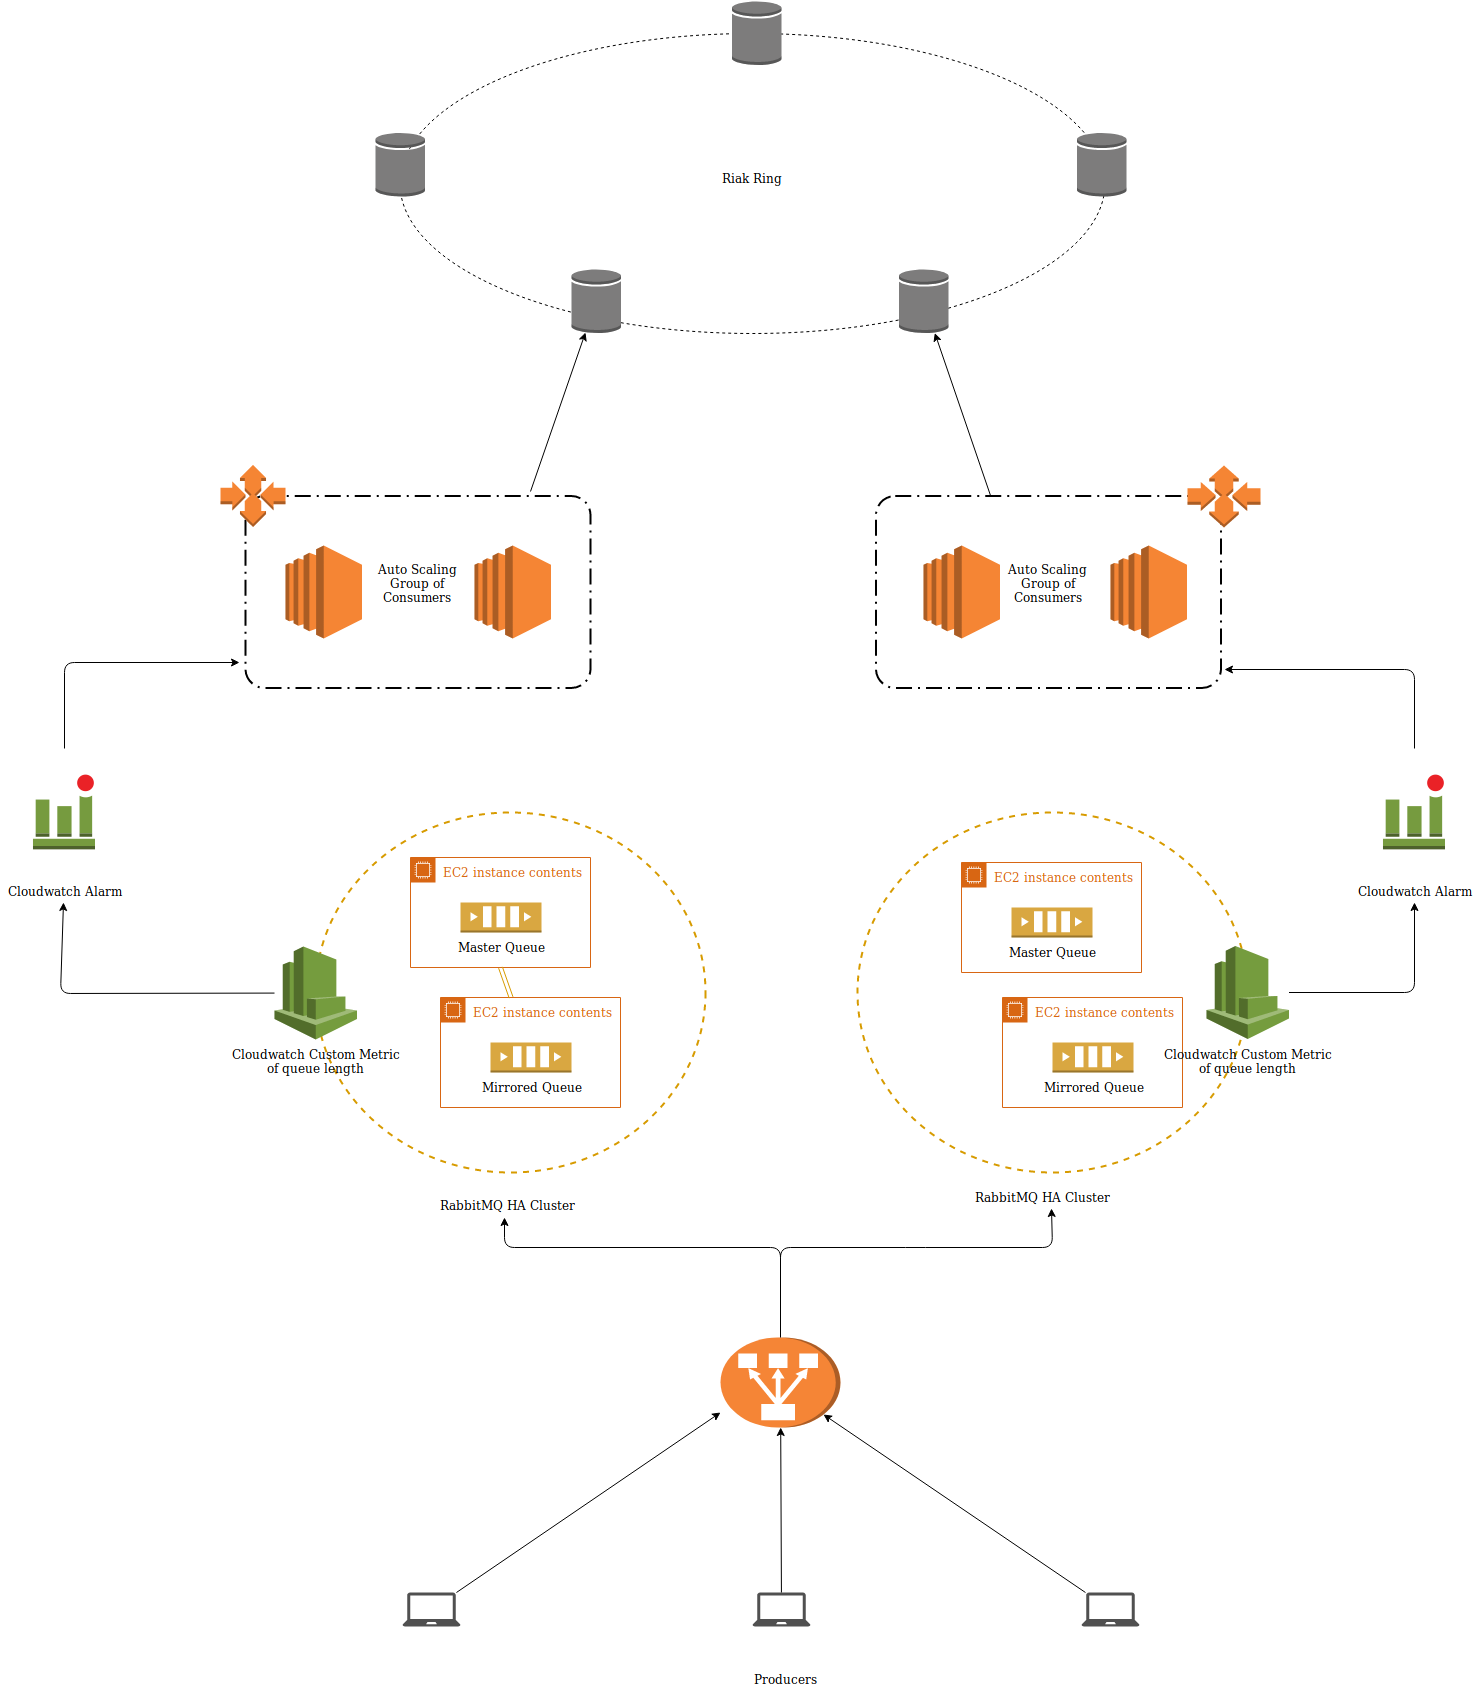 Riak Ring
Auto Scaling
Group of
Consumers
Auto Scaling
Group of
Consumers
Cloudwatch Alarm
Cloudwatch Alarm
EC2 instance contents
Master Queue
EC2 instance contents
Mirrored Queue
EC2 instance contents
Master Queue
EC2 instance contents
Mirrored Queue
Cloudwatch Custom Metric
of queue length
Cloudwatch Custom Metric
of queue length
RabbitMQ HA Cluster
RabbitMQ HA Cluster
Producers